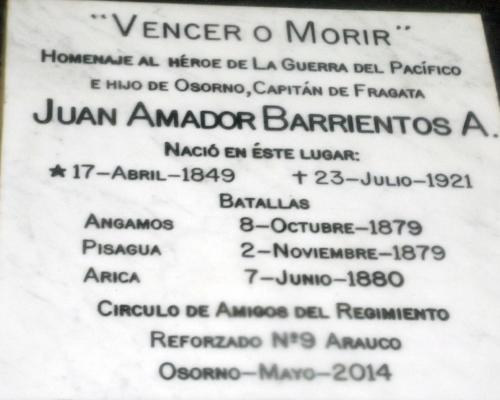 "Vencer o Morir"
Homenaje al héroe de La Guerra del Pacífico
e hijo de Osorno, Capitán de Fragata
Juan Amador Barrientos A.
Nació en éste lugar:
★ 17-Abril-1849 † 23-Julio-1921
Batallas
Angamos 8-Octubre-1879
Pisagua 2-Noviembre-1879
Arica 7-Junio-1880
Circulo de Amigos del Regimiento
Reforzado Nº9 Arauco
Osorno-Mayo-2014